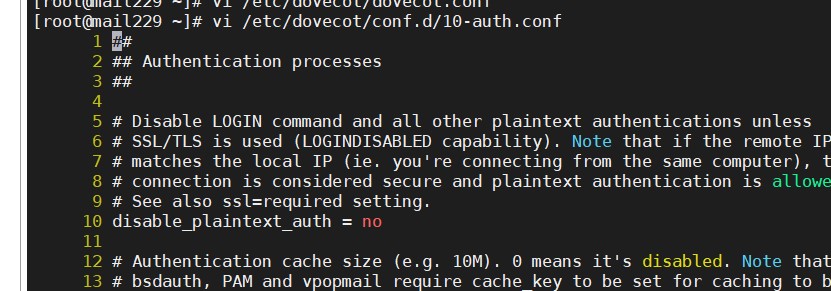 [root@mail229 ~]# vi /etc/dovecot/dovecot.conf
[root@mail229 ~]# vi /etc/dovecot/conf.d/10-auth.conf
1 ##
2 ## Authentication processes
3 ##
4
5 # Disable LOGIN command and all other plaintext authentications unless
6 # SSL/TLS is used (LOGINDISABLED capability). Note that if the remote IP
7 # matches the local IP (ie. you're connecting from the same computer), t
8 # connection is considered secure and plaintext authentication is allowe
9 # See also ssl=required setting.
10 disable_plaintext_auth = no
11
12 # Authentication cache size (e.g. 10M). 0 means it's disabled. Note that
13 # bsdauth, PAM and vpopmail require cache_key to be set for caching to b